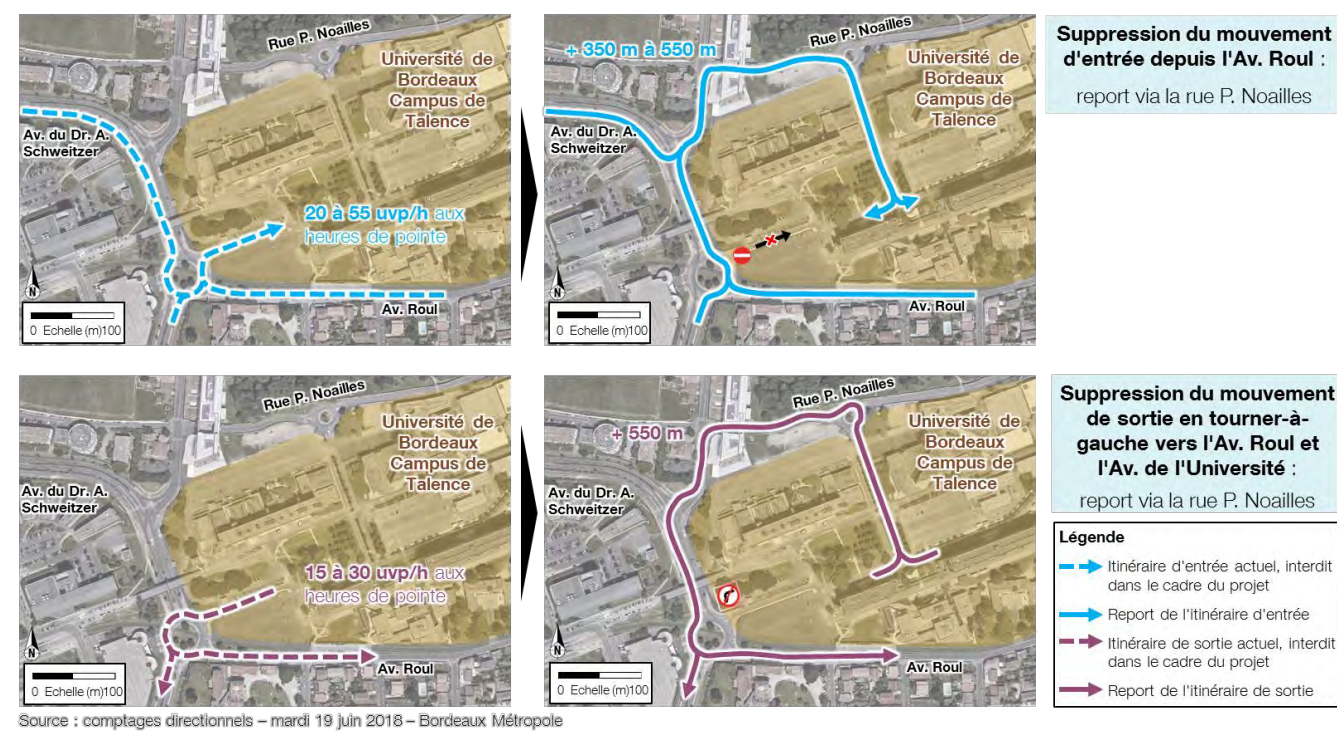 Rue P. Noailles
Université de
Bordeaux
Campus de
Talence
Av. du Dr. A.
Schweitzer
20 à 55 uvp/h aux
heures de pointe
N
Av. Roul
0 Echelle (m)100
+ 350 m à 550 m
Rue P. Noailles
Université de
Bordeaux
Campus de
Talence
Av. du Dr. A.
Schweitzer
N
Av. Roul
0 Echelle (m)100
Suppression du mouvement
d'entrée depuis l'Av. Roul :
report via la rue P. Noailles
Rue P. Noailles
Université de
Bordeaux
Campus de
Talence
Av. du Dr. A.
Schweitzer
15 à 30 uvp/h aux
heures de pointe
N
Av. Roul
0 Echelle (m)100
Rue P. Noailles
+ 550 m
Université de
Bordeaux
Campus de
Talence
Av. du Dr. A.
Schweitzer
N
Av. Roul
0 Echelle (m)100
Suppression du mouvement
de sortie en tourner-à-
gauche vers l'Av. Roul et
l'Av. de l'Université :
report via la rue P. Noailles
Légende
Itinéraire d'entrée actuel, interdit
dans le cadre du projet
Report de l'itinéraire d'entrée
Itinéraire de sortie actuel, interdit
dans le cadre du projet
Report de l'itinéraire de sortie
Source : comptages directionnels – mardi 19 juin 2018 – Bordeaux Métropole